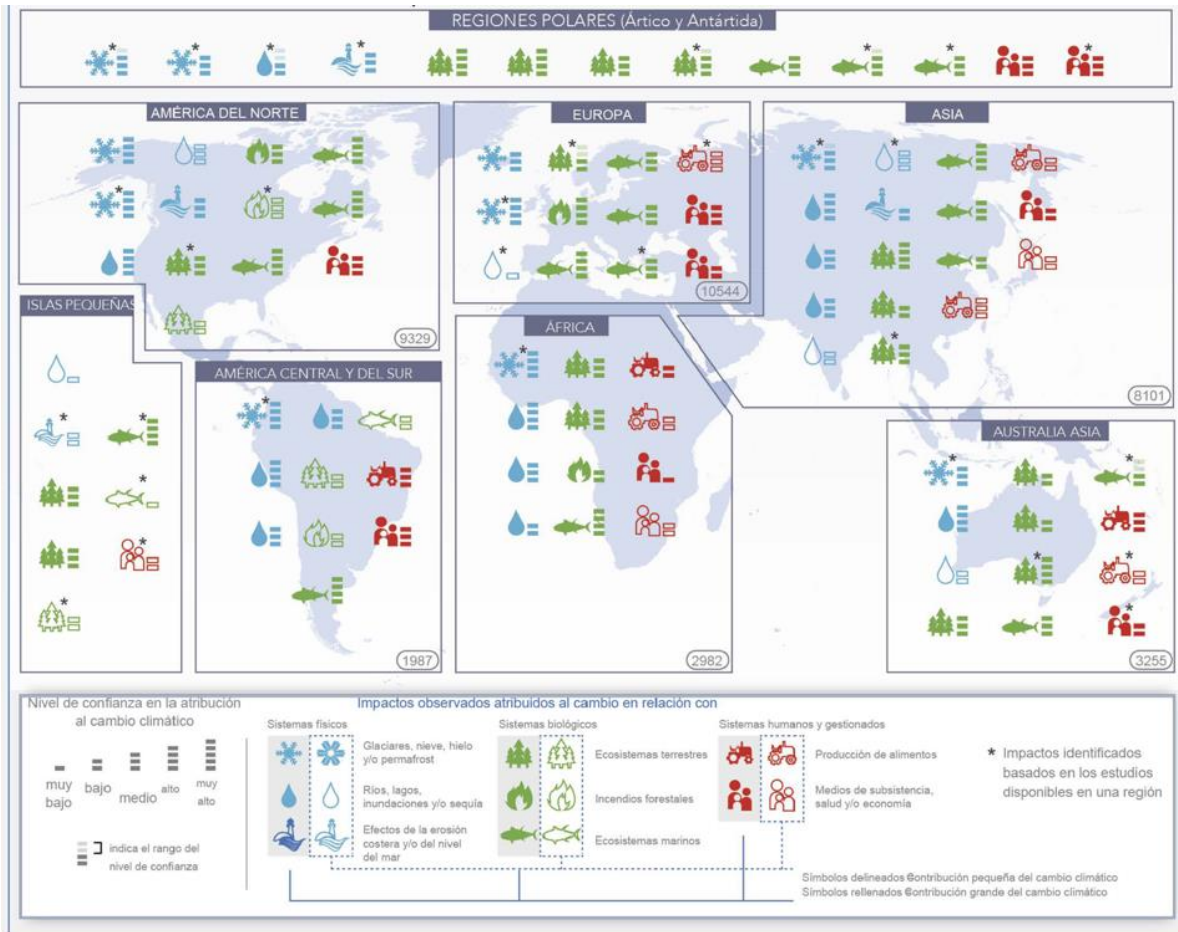 REGIONES POLARES (Ártico y Antártida)
AMÉRICA DEL NORTE
9329
EUROPA
10544
ASIA
8101
ISLAS PEQUEÑAS
AMÉRICA CENTRAL Y DEL SUR
1987
ÁFRICA
2982
AUSTRALIA ASIA
3255
Nivel de confianza en la atribución
al cambio climático
muy
bajo
bajo
medio
alto
muy
alto
indica el rango del
nivel de confianza
Impactos observados atribuidos al cambio en relación con
Sistemas físicos
Glaciares, nieve, hielo
y/o permafrost
Ríos, lagos,
inundaciones y/o sequía
Efectos de la erosión
costera y/o del nivel
del mar
Sistemas biológicos
Ecosistemas terrestres
Incendios forestales
Ecosistemas marinos
Sistemas humanos y gestionados
Producción de alimentos
Medios de subsistencia,
salud y/o economía
* Impactos identificados
basados en los estudios
disponibles en una región
Símbolos delineados Contribución pequeña del cambio climático
Símbolos rellenados Contribución grande del cambio climático